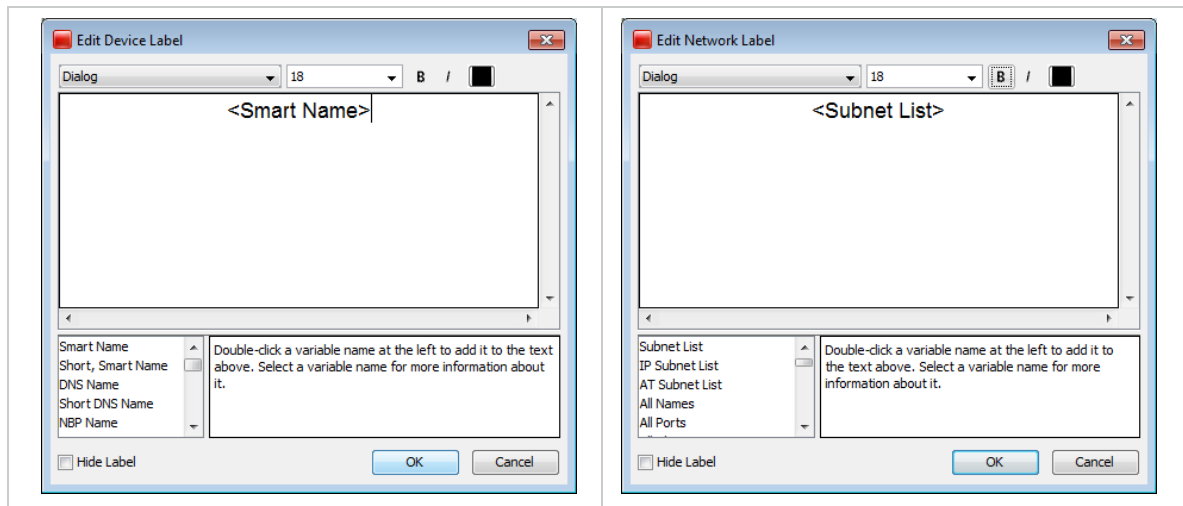 Edit Device Label
Dialog 18 B I
<Smart Name>
Smart Name
Short, Smart Name
DNS Name
Short DNS Name
NBP Name
Double-click a variable name at the left to add it to the text
above. Select a variable name for more information about
it.
Hide Label OK Cancel
Edit Network Label
Dialog 18 B I
<Subnet List>
Subnet List
IP Subnet List
AT Subnet List
All Names
All Ports
Double-click a variable name at the left to add it to
the text above. Select a variable name for more
information about it.
Hide Label OK Cancel